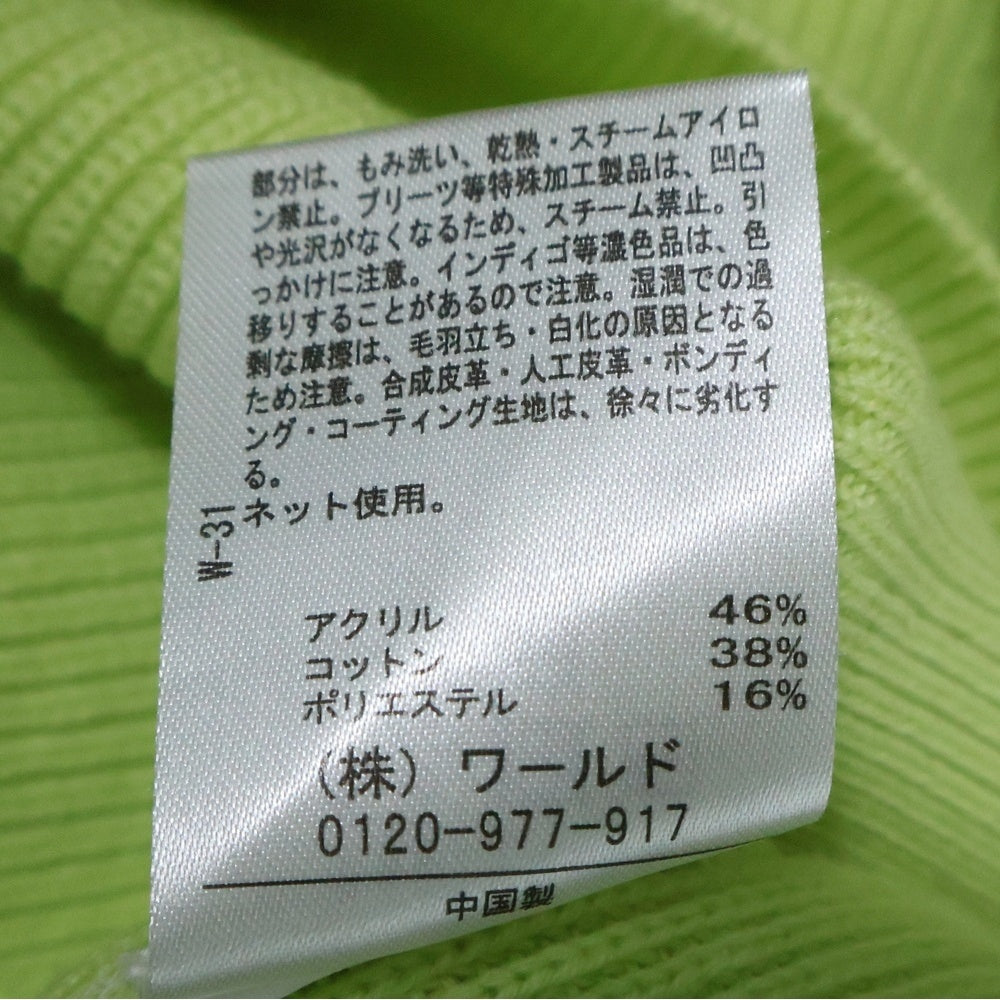 部分は、もみ洗い、乾熱・スチームアイロ
ン禁止。プリーツ等特殊加工製品は、凹凸
や光沢がなくなるため、スチーム禁止。引
っかけに注意。インディゴ等濃色品は、色
移りすることがあるので注意。湿潤での過
剰な摩擦は、毛羽立ち・白化の原因となる
ため注意。合成皮革・人工皮革・ボンディ
ング・コーティング生地は、徐々に劣化す
る。
ネット使用。
W-31
アクリル 46%
コットン 38%
ポリエステル 16%
(株) ワールド
0120-977-917
中国製